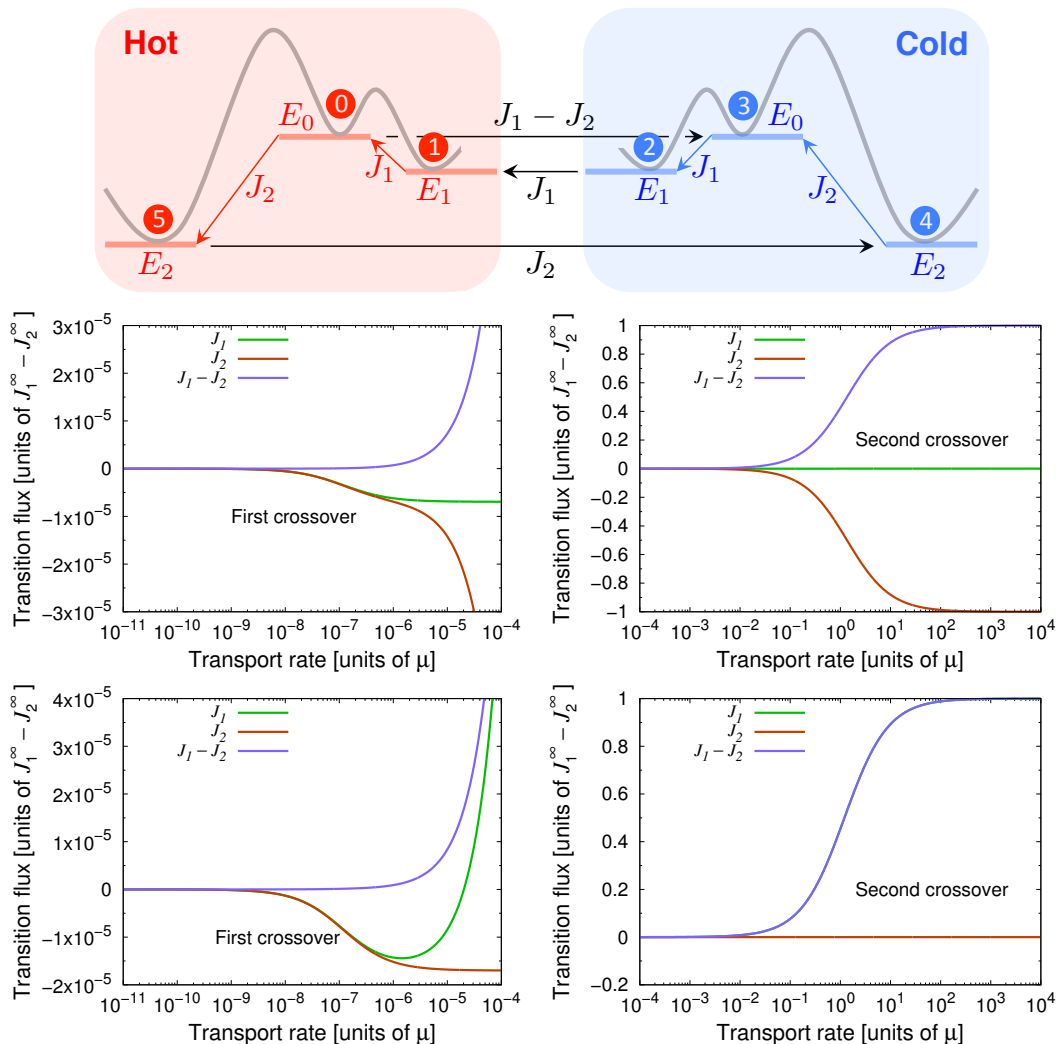 Hot
Cold
0
3
E₀
J₁ − J₂
E₀
1
2
J₁
J₁
J₂
E₁
J₁
E₁
J₂
5
4
E₂
J₂
E₂
Transition flux [units of J₁^∞ − J₂^∞ ]
3x10⁻⁵
2x10⁻⁵
1x10⁻⁵
0
-1x10⁻⁵
-2x10⁻⁵
-3x10⁻⁵
J₁
J₂
J₁ – J₂
First crossover
10⁻¹¹ 10⁻¹⁰ 10⁻⁹ 10⁻⁸ 10⁻⁷ 10⁻⁶ 10⁻⁵ 10⁻⁴
Transport rate [units of μ]
Transition flux [units of J₁^∞ − J₂^∞ ]
1
0.8
0.6
0.4
0.2
0
-0.2
-0.4
-0.6
-0.8
-1
J₁
J₂
J₁ – J₂
Second crossover
10⁻⁴ 10⁻³ 10⁻² 10⁻¹ 10⁰ 10¹ 10² 10³ 10⁴
Transport rate [units of μ]
Transition flux [units of J₁^∞ − J₂^∞ ]
4x10⁻⁵
3x10⁻⁵
2x10⁻⁵
1x10⁻⁵
0
-1x10⁻⁵
-2x10⁻⁵
J₁
J₂
J₁ – J₂
First crossover
10⁻¹¹ 10⁻¹⁰ 10⁻⁹ 10⁻⁸ 10⁻⁷ 10⁻⁶ 10⁻⁵ 10⁻⁴
Transport rate [units of μ]
Transition flux [units of J₁^∞ − J₂^∞ ]
1
0.8
0.6
0.4
0.2
0
-0.2
J₁
J₂
J₁ – J₂
Second crossover
10⁻⁴ 10⁻³ 10⁻² 10⁻¹ 10⁰ 10¹ 10² 10³ 10⁴
Transport rate [units of μ]